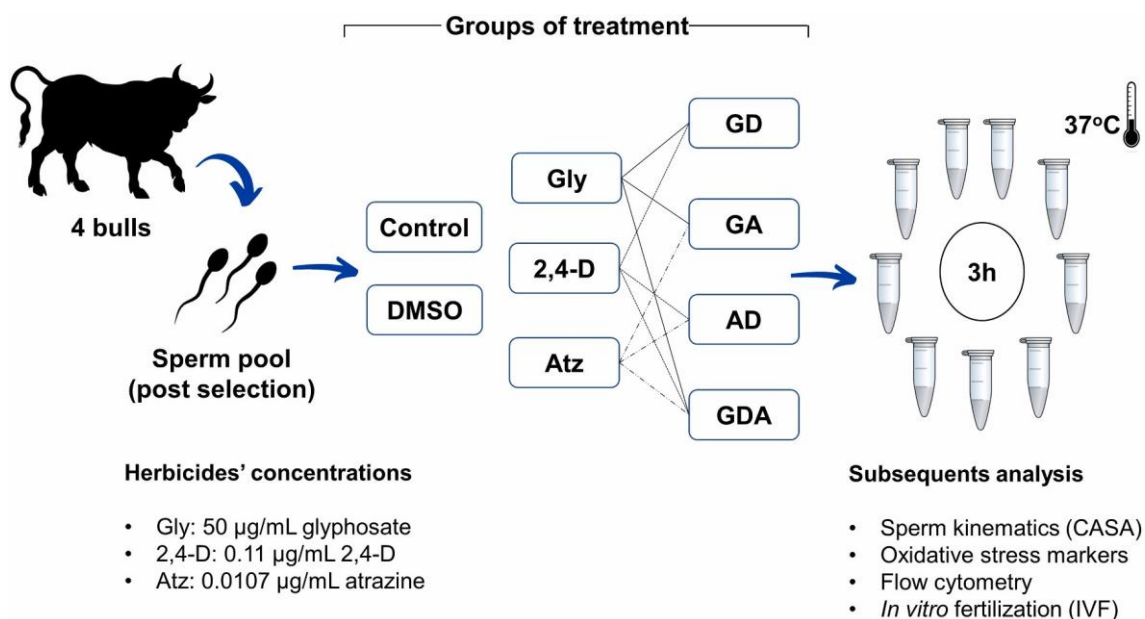 Groups of treatment
4 bulls
Sperm pool
(post selection)
Control
DMSO
Gly
2,4-D
Atz
GD
GA
AD
GDA
37ºC
3h
Herbicides’ concentrations
• Gly: 50 µg/mL glyphosate
• 2,4-D: 0.11 µg/mL 2,4-D
• Atz: 0.0107 µg/mL atrazine
Subsequents analysis
• Sperm kinematics (CASA)
• Oxidative stress markers
• Flow cytometry
• In vitro fertilization (IVF)